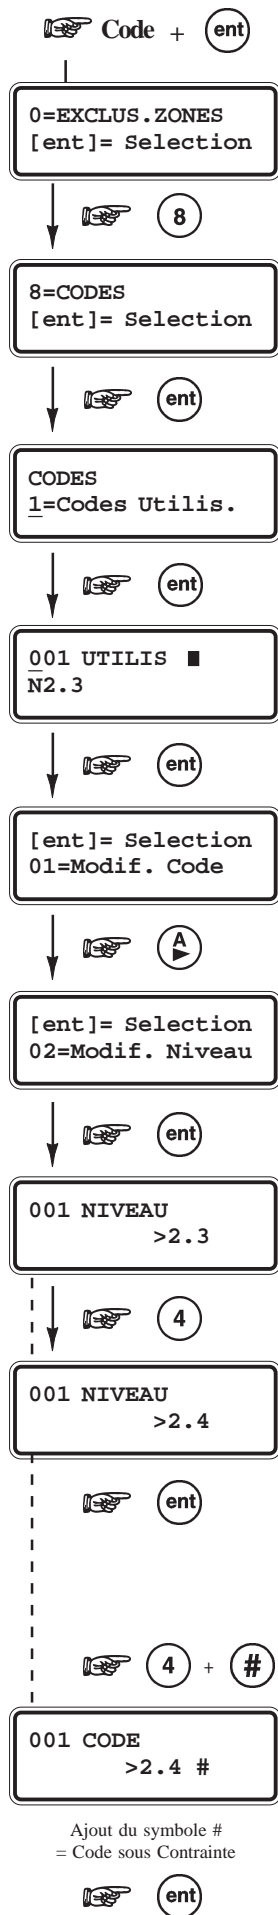 Code + ent
0=EXCLUS.ZONES
[ent]= Selection
8
8=CODES
[ent]= Selection
ent
CODES
1=Codes Utilis.
ent
001 UTILIS ■
N2.3
ent
[ent]= Selection
01=Modif. Code
A ►
[ent]= Selection
02=Modif. Niveau
ent
001 NIVEAU
>2.3
4
001 NIVEAU
>2.4
ent
4 + #
001 CODE
>2.4 #
Ajout du symbole #
= Code sous Contrainte
ent